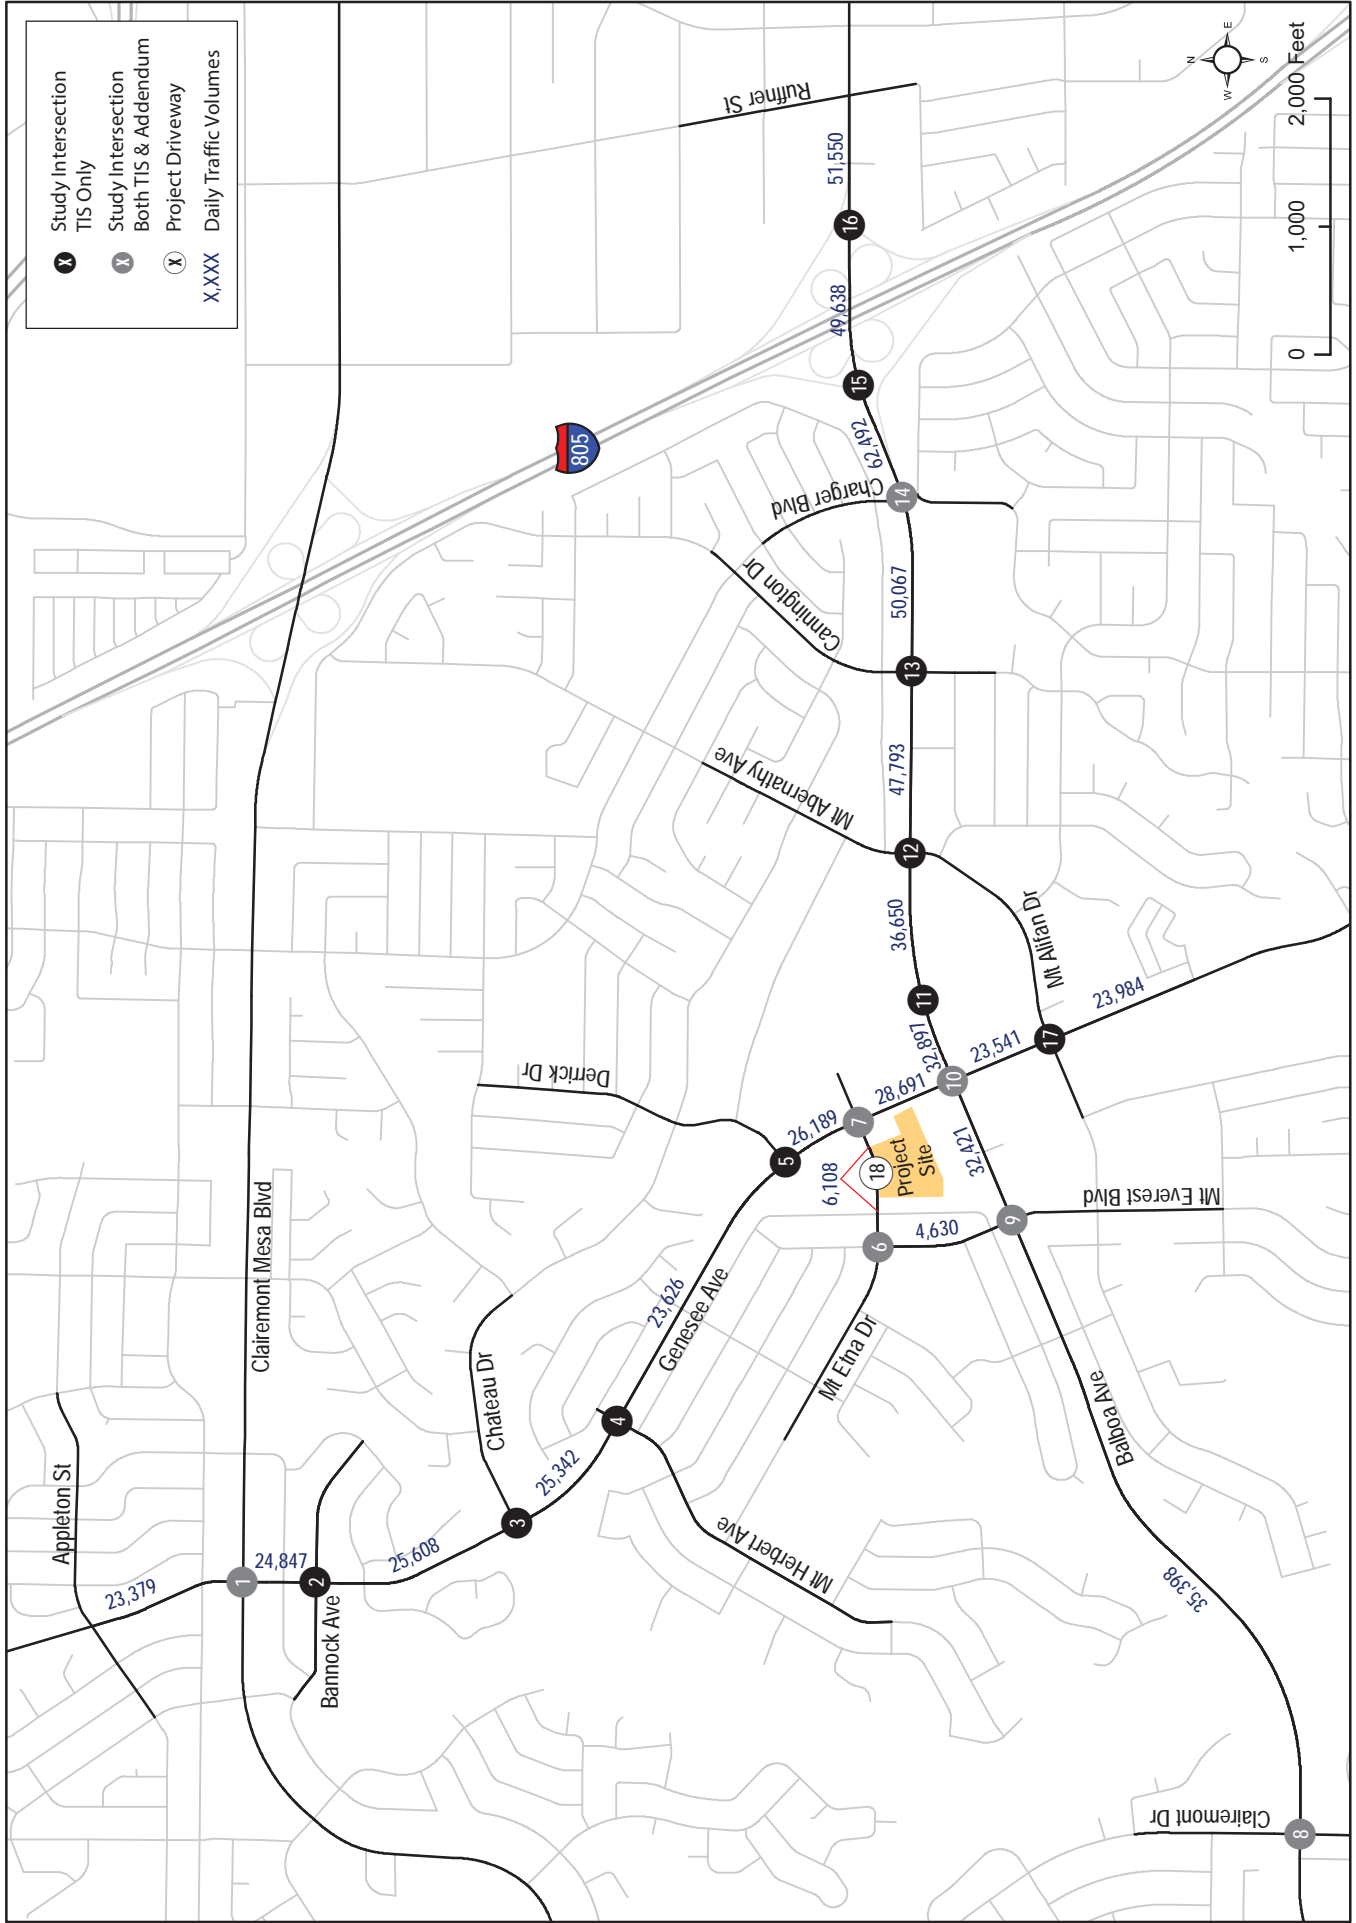 Study Intersection
TIS Only
Study Intersection
Both TIS & Addendum
Project Driveway
Daily Traffic Volumes
X
X
X
X,XXX
N
E
S
W
0
1,000
2,000 Feet
805
Ruffner St
51,550
16
49,638
15
62,492
Charger Blvd
14
Cannington Dr
50,067
13
47,793
Mt Abernathy Ave
12
36,650
11
32,897
Mt Alifan Dr
23,984
17
23,541
10
28,691
7
26,189
5
Derrick Dr
6,108
18
Project
Site
32,421
9
Mt Everest Blvd
4,630
6
Mt Etna Dr
Clairemont Mesa Blvd
23,626
Genesee Ave
4
Chateau Dr
25,342
3
Mt Herbert Ave
25,608
Appleton St
23,379
1
24,847
2
Bannock Ave
Balboa Ave
35,398
Clairemont Dr
8